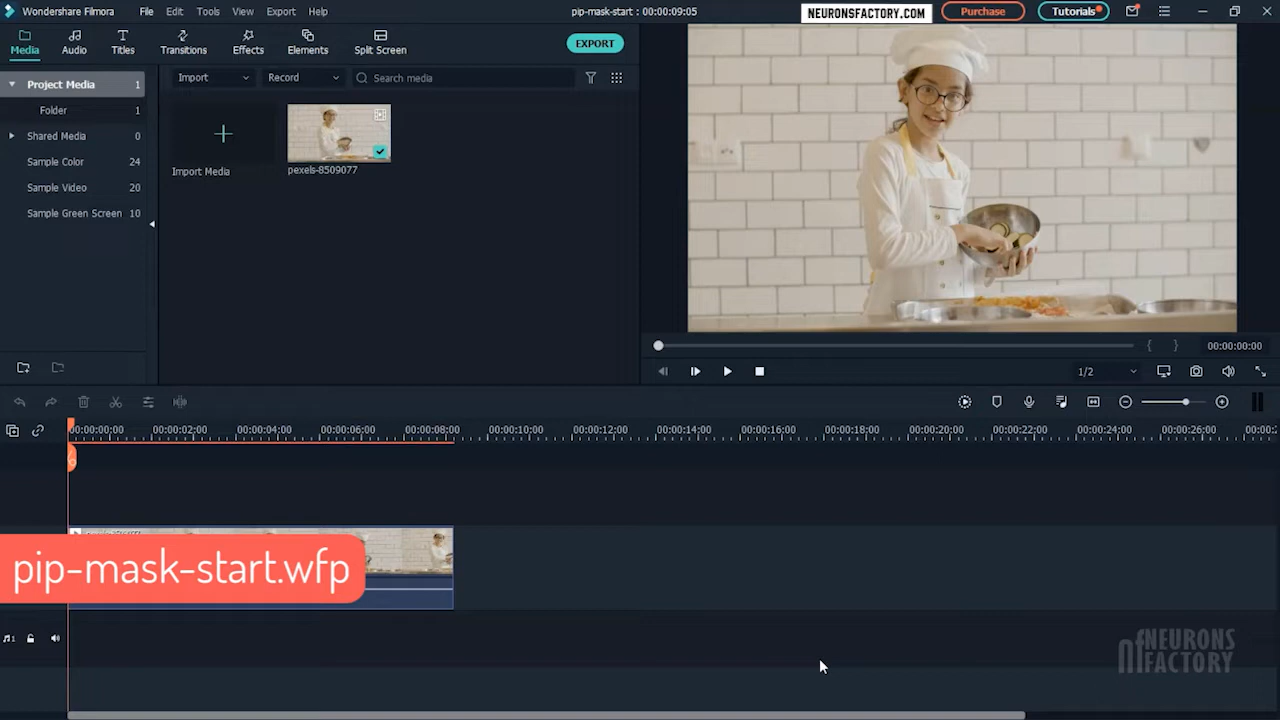 Wondershare Filmora File Edit Tools View Export Help pip-mask-start : 00:00:09:05 NEURONSFACTORY.COM Purchase Tutorials
Media Audio Titles Transitions Effects Elements Split Screen EXPORT
Project Media 1
Folder 1
Shared Media 0
Sample Color 24
Sample Video 20
Sample Green Screen 10
Import Record Search media
Import Media
pexels-8509077
00:00:00:00
1/2
00:00:00:00 00:00:02:00 00:00:04:00 00:00:06:00 00:00:08:00 00:00:10:00 00:00:12:00 00:00:14:00 00:00:16:00 00:00:18:00 00:00:20:00 00:00:22:00 00:00:24:00 00:00:26:00
pip-mask-start.wfp
1
NEURONS
nf FACTORY